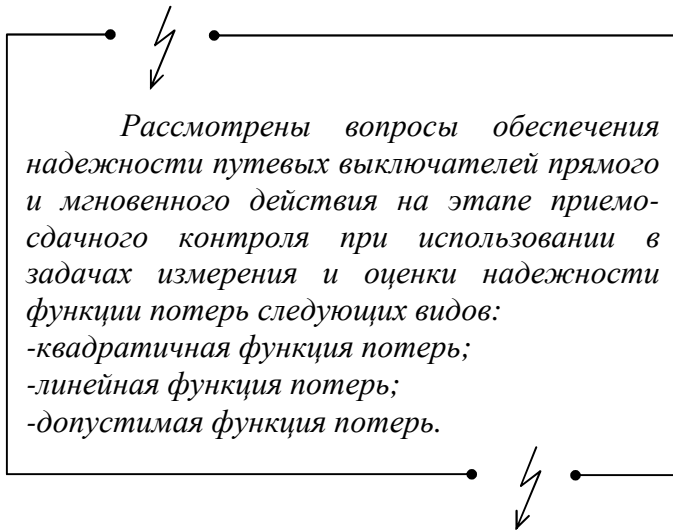 Рассмотрены вопросы обеспечения
надежности путевых выключателей прямого
и мгновенного действия на этапе приемо-
сдачного контроля при использовании в
задачах измерения и оценки надежности
функции потерь следующих видов:
-квадратичная функция потерь;
-линейная функция потерь;
-допустимая функция потерь.